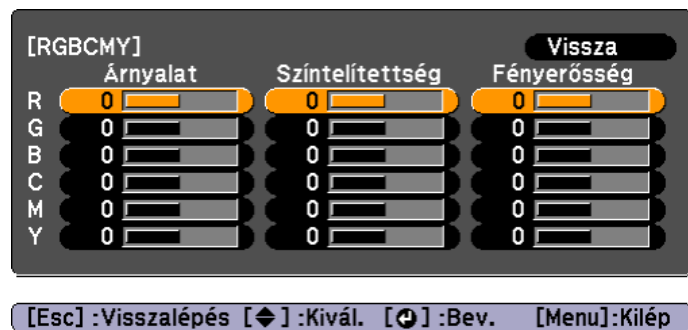 [RGBCMY] Vissza
Árnyalat Színtelítettség Fényerősség
R 0 0 0
G 0 0 0
B 0 0 0
C 0 0 0
M 0 0 0
Y 0 0 0
[Esc] :Visszalépés [◆] :Kivál. [⏎] :Bev. [Menu]:Kilép